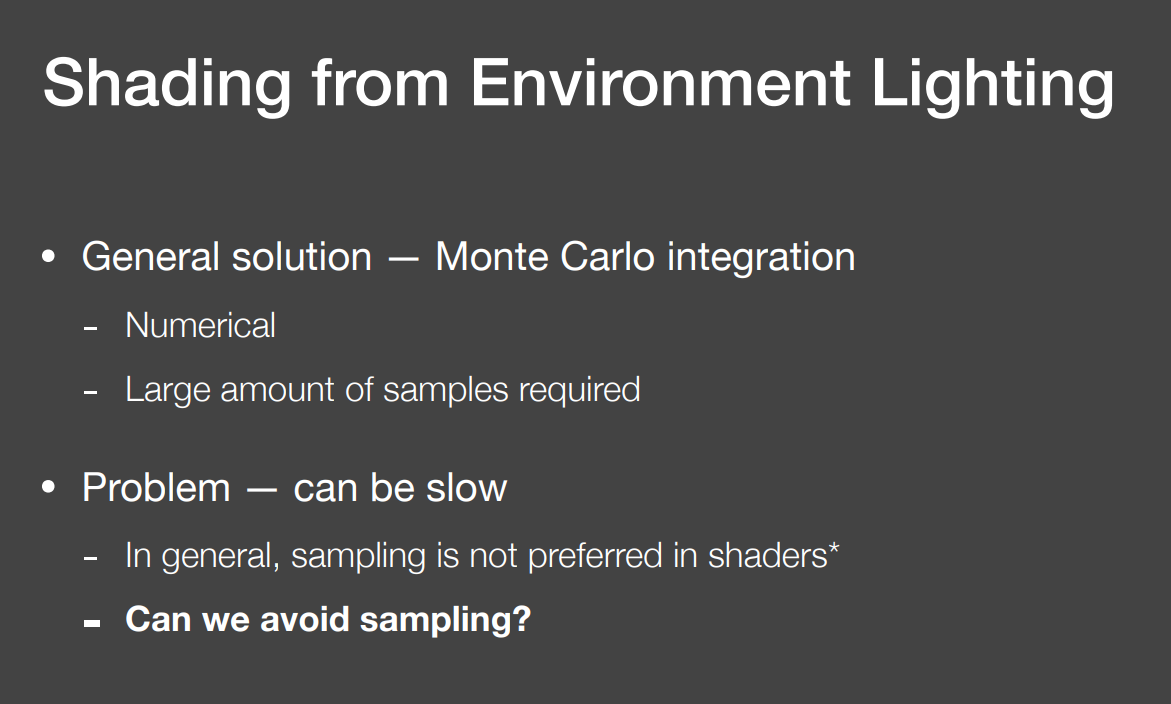 Shading from Environment Lighting
• General solution — Monte Carlo integration
- Numerical
- Large amount of samples required
• Problem — can be slow
- In general, sampling is not preferred in shaders*
- Can we avoid sampling?